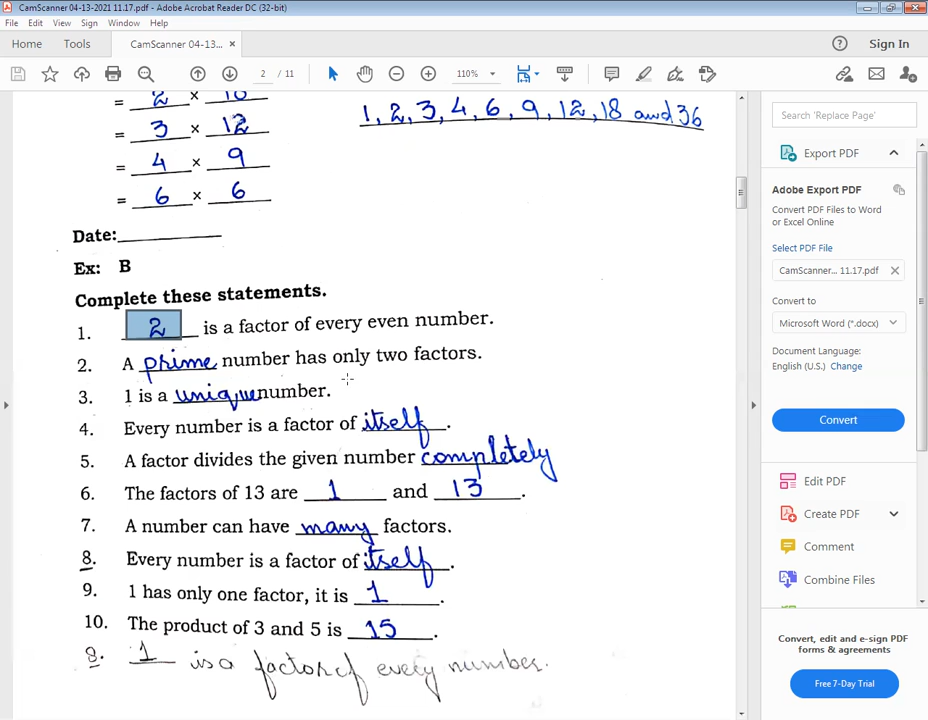 CamScanner 04-13-2021 11.17.pdf - Adobe Acrobat Reader DC (32-bit)
File Edit View Sign Window Help
Home Tools CamScanner 04-13... × Sign In
2 / 11 110%
= 2 × 18
1, 2, 3, 4, 6, 9, 12, 18 and 36
= 3 × 12
= 4 × 9
= 6 × 6
Date:
Ex: B
Complete these statements.
1. 2 is a factor of every even number.
2. A prime number has only two factors.
3. 1 is a unique number.
4. Every number is a factor of itself.
5. A factor divides the given number completely
6. The factors of 13 are 1 and 13.
7. A number can have many factors.
8. Every number is a factor of itself.
9. 1 has only one factor, it is 1.
10. The product of 3 and 5 is 15.
8. 1 is a factor of every number.
Search 'Replace Page'
Export PDF
Adobe Export PDF
Convert PDF Files to Word
or Excel Online
Select PDF File
CamScanner ... 11.17.pdf ×
Convert to
Microsoft Word (*.docx)
Document Language:
English (U.S.) Change
Convert
Edit PDF
Create PDF
Comment
Combine Files
Convert, edit and e-sign PDF
forms & agreements
Free 7-Day Trial